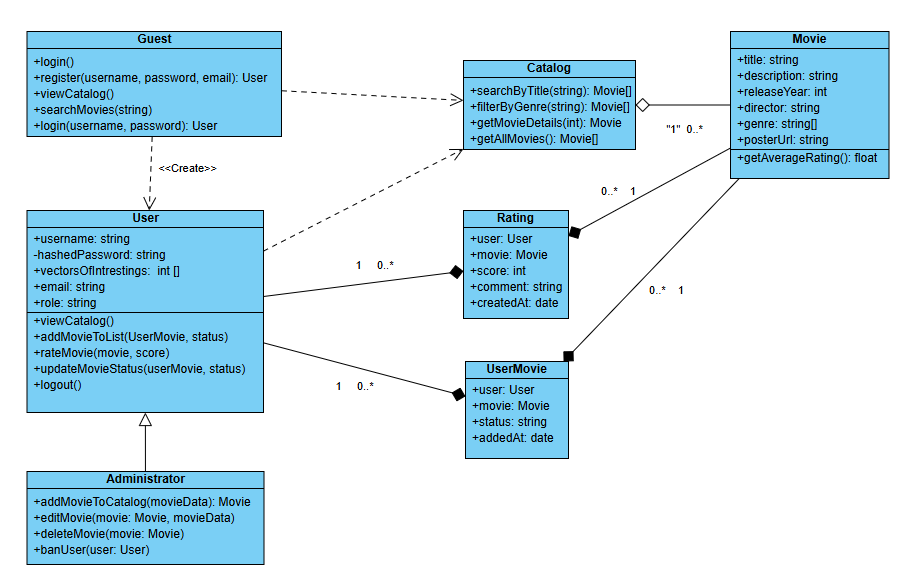 Guest
+login()
+register(username, password, email): User
+viewCatalog()
+searchMovies(string)
+login(username, password): User
<<Create>>
Catalog
+searchByTitle(string): Movie[]
+filterByGenre(string): Movie[]
+getMovieDetails(int): Movie
+getAllMovies(): Movie[]
"1" 0..*
Movie
+title: string
+description: string
+releaseYear: int
+director: string
+genre: string[]
+posterUrl: string
+getAverageRating(): float
User
+username: string
-hashedPassword: string
+vectorsOfIntrestings: int []
+email: string
+role: string
+viewCatalog()
+addMovieToList(UserMovie, status)
+rateMovie(movie, score)
+updateMovieStatus(userMovie, status)
+logout()
1 0..*
1 0..*
Rating
+user: User
+movie: Movie
+score: int
+comment: string
+createdAt: date
0..* 1
0..* 1
UserMovie
+user: User
+movie: Movie
+status: string
+addedAt: date
Administrator
+addMovieToCatalog(movieData): Movie
+editMovie(movie: Movie, movieData)
+deleteMovie(movie: Movie)
+banUser(user: User)